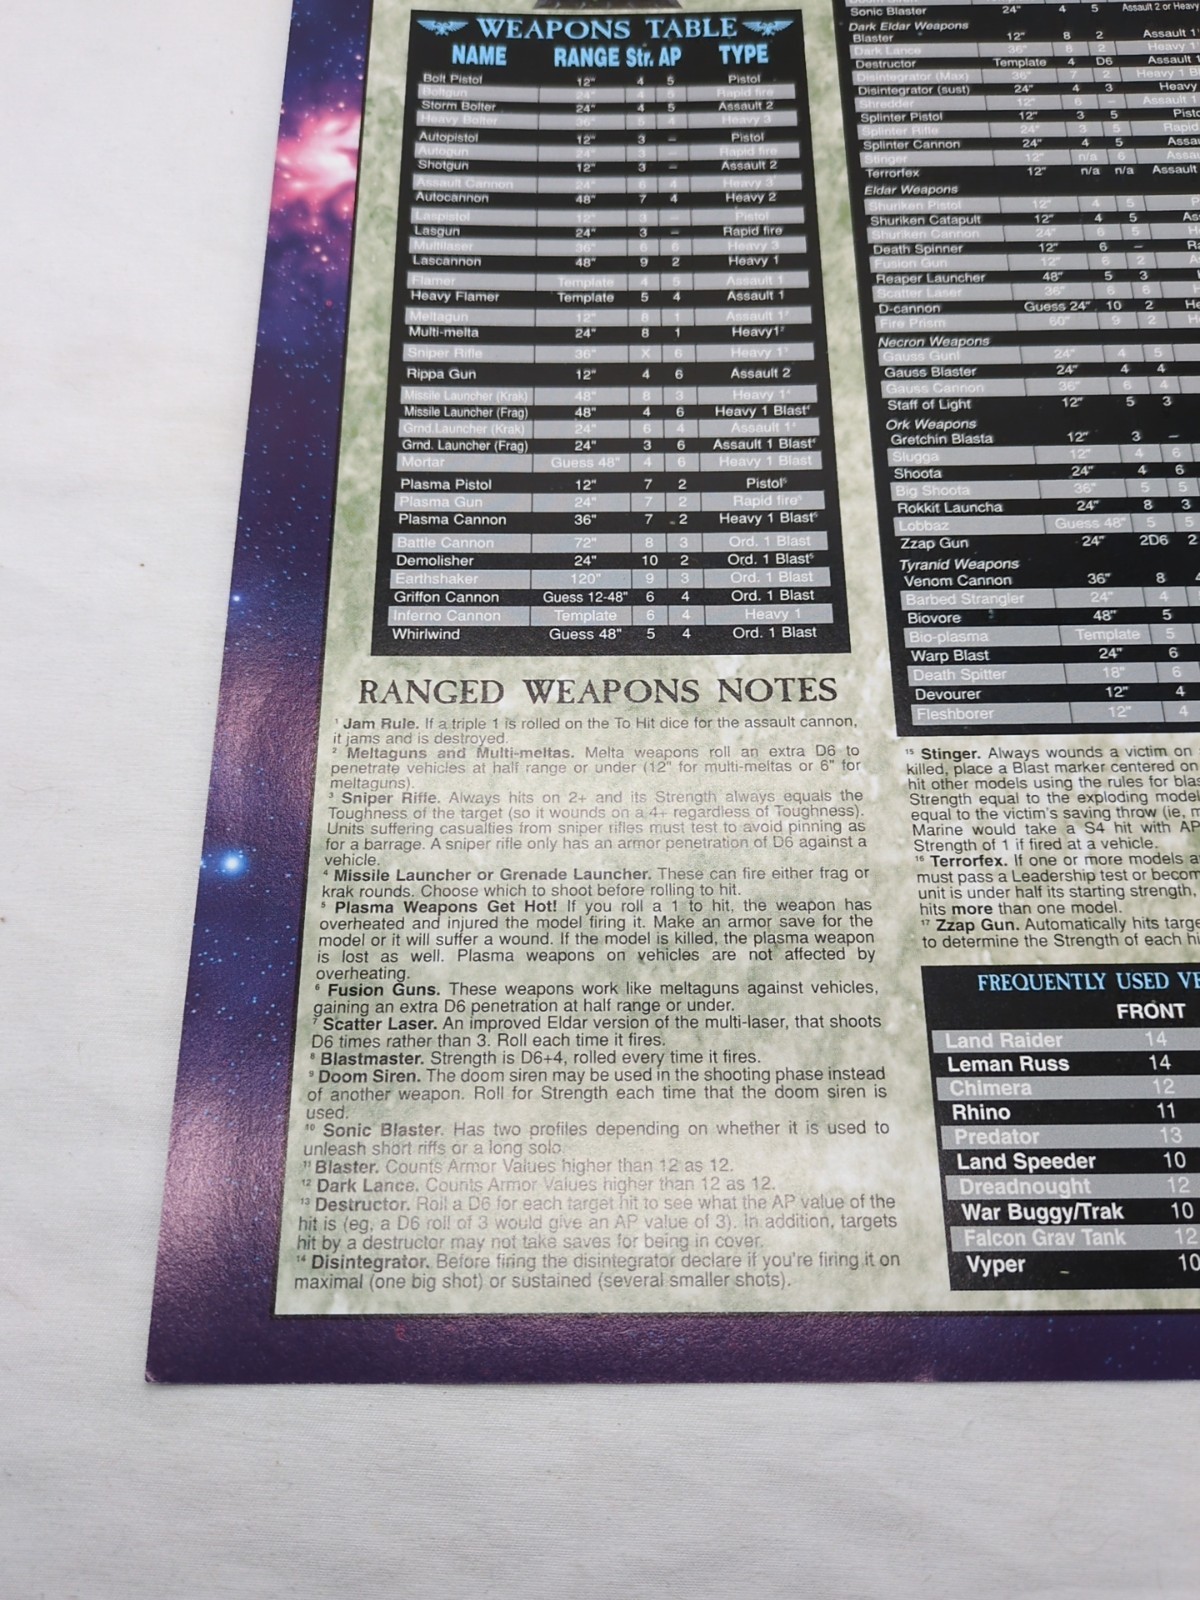 WEAPONS TABLE
NAME RANGE Str. AP TYPE
Bolt Pistol 12" 4 5 Pistol
Boltgun 24" 4 5 Rapid fire
Storm Bolter 24" 4 5 Assault 2
Heavy Bolter 36" 5 4 Heavy 3
Autopistol 12" 3 – Pistol
Autogun 24" 3 – Rapid fire
Shotgun 12" 3 – Assault 2
Assault Cannon 24" 6 4 Heavy 3¹
Autocannon 48" 7 4 Heavy 2
Laspistol 12" 3 – Pistol
Lasgun 24" 3 – Rapid fire
Multilaser 36" 6 6 Heavy 3
Lascannon 48" 9 2 Heavy 1
Flamer Template 4 5 Assault 1
Heavy Flamer Template 5 4 Assault 1
Meltagun 12" 8 1 Assault 1²
Multi-melta 24" 8 1 Heavy1²
Sniper Rifle 36" X 6 Heavy 1³
Rippa Gun 12" 4 6 Assault 2
Missile Launcher (Krak) 48" 8 3 Heavy 1⁴
Missile Launcher (Frag) 48" 4 6 Heavy 1 Blast⁴
Grnd.Launcher (Krak) 24" 6 4 Assault 1⁴
Grnd. Launcher (Frag) 24" 3 6 Assault 1 Blast⁴
Mortar Guess 48" 4 6 Heavy 1 Blast
Plasma Pistol 12" 7 2 Pistol⁵
Plasma Gun 24" 7 2 Rapid fire⁵
Plasma Cannon 36" 7 2 Heavy 1 Blast⁵
Battle Cannon 72" 8 3 Ord. 1 Blast
Demolisher 24" 10 2 Ord. 1 Blast⁵
Earthshaker 120" 9 3 Ord. 1 Blast
Griffon Cannon Guess 12-48" 6 4 Ord. 1 Blast
Inferno Cannon Template 6 4 Heavy 1
Whirlwind Guess 48" 5 4 Ord. 1 Blast
RANGED WEAPONS NOTES
¹ Jam Rule. If a triple 1 is rolled on the To Hit dice for the assault cannon,
it jams and is destroyed.
² Meltaguns and Multi-meltas. Melta weapons roll an extra D6 to
penetrate vehicles at half range or under (12" for multi-meltas or 6" for
meltaguns).
³ Sniper Rifle. Always hits on 2+ and its Strength always equals the
Toughness of the target (so it wounds on a 4+ regardless of Toughness).
Units suffering casualties from sniper rifles must test to avoid pinning as
for a barrage. A sniper rifle only has an armor penetration of D6 against a
vehicle.
⁴ Missile Launcher or Grenade Launcher. These can fire either frag or
krak rounds. Choose which to shoot before rolling to hit.
⁵ Plasma Weapons Get Hot! If you roll a 1 to hit, the weapon has
overheated and injured the model firing it. Make an armor save for the
model or it will suffer a wound. If the model is killed, the plasma weapon
is lost as well. Plasma weapons on vehicles are not affected by
overheating.
⁶ Fusion Guns. These weapons work like meltaguns against vehicles,
gaining an extra D6 penetration at half range or under.
⁷ Scatter Laser. An improved Eldar version of the multi-laser, that shoots
D6 times rather than 3. Roll each time it fires.
⁸ Blastmaster. Strength is D6+4, rolled every time it fires.
⁹ Doom Siren. The doom siren may be used in the shooting phase instead
of another weapon. Roll for Strength each time that the doom siren is
used.
¹⁰ Sonic Blaster. Has two profiles depending on whether it is used to
unleash short riffs or a long solo.
¹¹ Blaster. Counts Armor Values higher than 12 as 12.
¹² Dark Lance. Counts Armor Values higher than 12 as 12.
¹³ Destructor. Roll a D6 for each target hit to see what the AP value of the
hit is (eg, a D6 roll of 3 would give an AP value of 3). In addition, targets
hit by a destructor may not take saves for being in cover.
¹⁴ Disintegrator. Before firing the disintegrator declare if you're firing it on
maximal (one big shot) or sustained (several smaller shots).
Sonic Blaster 24" 4 5 Assault 2 or Heavy
Dark Eldar Weapons
Blaster 12" 8 2 Assault 1
Dark Lance 36" 8 2 Heavy 1
Destructor Template 4 D6 Assault 1
Disintegrator (Max) 36" 7 2 Heavy 1
Disintegrator (sust) 24" 4 3 Heavy
Shredder 12" 6 – Assault 1
Splinter Pistol 12" 3 5
Splinter Rifle 24" 3 5 Rapid
Splinter Cannon 24" 4 5
Stinger 12" n/a 6
Terrorfex 12" n/a n/a Assault
Eldar Weapons
Shuriken Pistol 12" 4 5
Shuriken Catapult 12" 4 5
Shuriken Cannon 24" 6 5
Death Spinner 12" 6 –
Fusion Gun 12" 6 2
Reaper Launcher 48" 5 3
Scatter Laser 36" 6 6
D-cannon Guess 24" 10 2
Fire Prism 60" 9 2
Necron Weapons
Gauss Gunl 24" 4 5
Gauss Blaster 24" 4 4
Gauss Cannon 36" 6 4
Staff of Light 12" 5 3
Ork Weapons
Gretchin Blasta 12" 3 –
Slugga 12" 4 6
Shoota 24" 4 6
Big Shoota 36" 5 5
Rokkit Launcha 24" 8 3
Lobbaz Guess 48" 5 5
Zzap Gun 24" 2D6 2
Tyranid Weapons
Venom Cannon 36" 8
Barbed Strangler 24" 4
Biovore 48" 5
Bio-plasma Template 5
Warp Blast 24" 6
Death Spitter 18" 6
Devourer 12" 4
Fleshborer 12" 4
¹⁵ Stinger. Always wounds a victim on
killed, place a Blast marker centered on
hit other models using the rules for
Strength equal to the exploding
equal to the victim's saving throw (ie,
Marine would take a S4 hit with AP
Strength of 1 if fired at a vehicle.
¹⁶ Terrorfex. If one or more models
must pass a Leadership test or
unit is under half its starting strength,
hits more than one model.
¹⁷ Zzap Gun. Automatically hits
to determine the Strength of each
FREQUENTLY USED
FRONT
Land Raider 14
Leman Russ 14
Chimera 12
Rhino 11
Predator 13
Land Speeder 10
Dreadnought 12
War Buggy/Trak 10
Falcon Grav Tank 12
Vyper 10